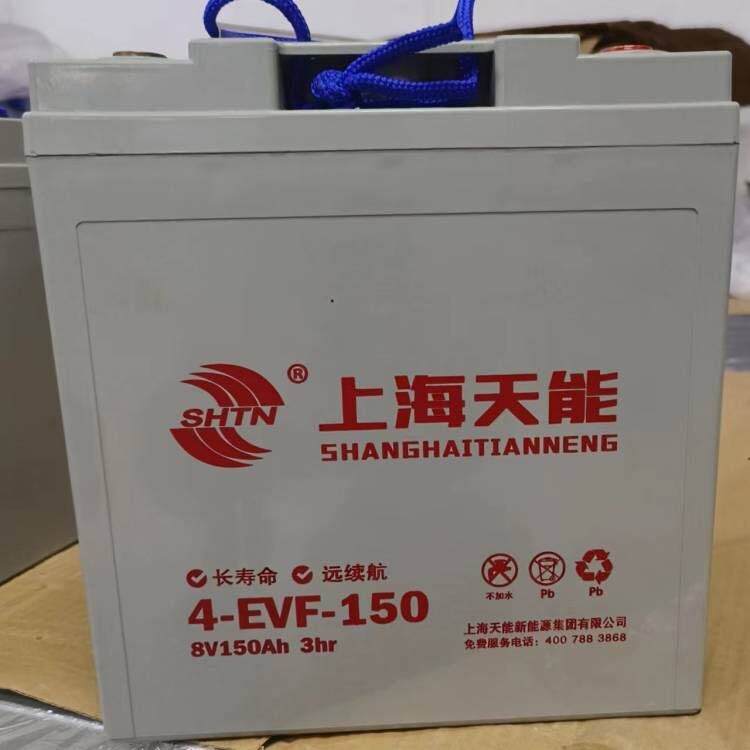 SHTN®
上海天能
SHANGHAITIANNENG
长寿命 远续航
4-EVF-150
8V150Ah 3hr
不加水 Pb Pb
上海天能新能源集团有限公司
免费服务电话：400 788 3868